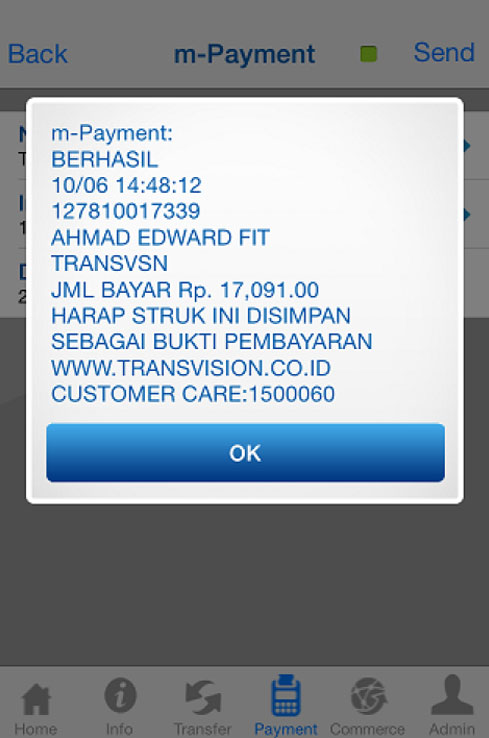 Back m-Payment Send
m-Payment:
BERHASIL
10/06 14:48:12
127810017339
AHMAD EDWARD FIT
TRANSVSN
JML BAYAR Rp. 17,091.00
HARAP STRUK INI DISIMPAN
SEBAGAI BUKTI PEMBAYARAN
WWW.TRANSVISION.CO.ID
CUSTOMER CARE:1500060
OK
Home Info Transfer Payment Commerce Admin